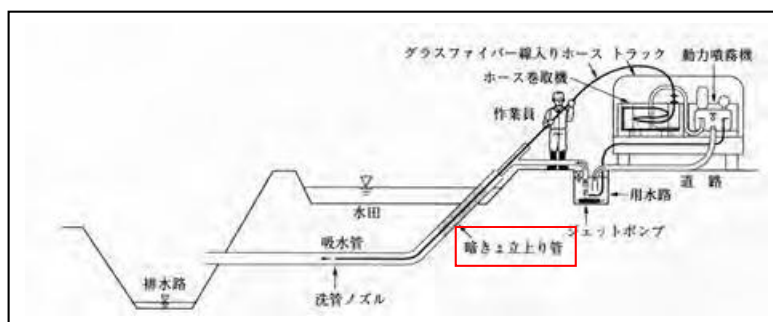 グラスファイバー線入りホース トラック 動力噴霧機
ホース巻取機
作業員
道路
水田
用水路
ジェットポンプ
吸水管
暗きょ立上り管
排水路
洗管ノズル